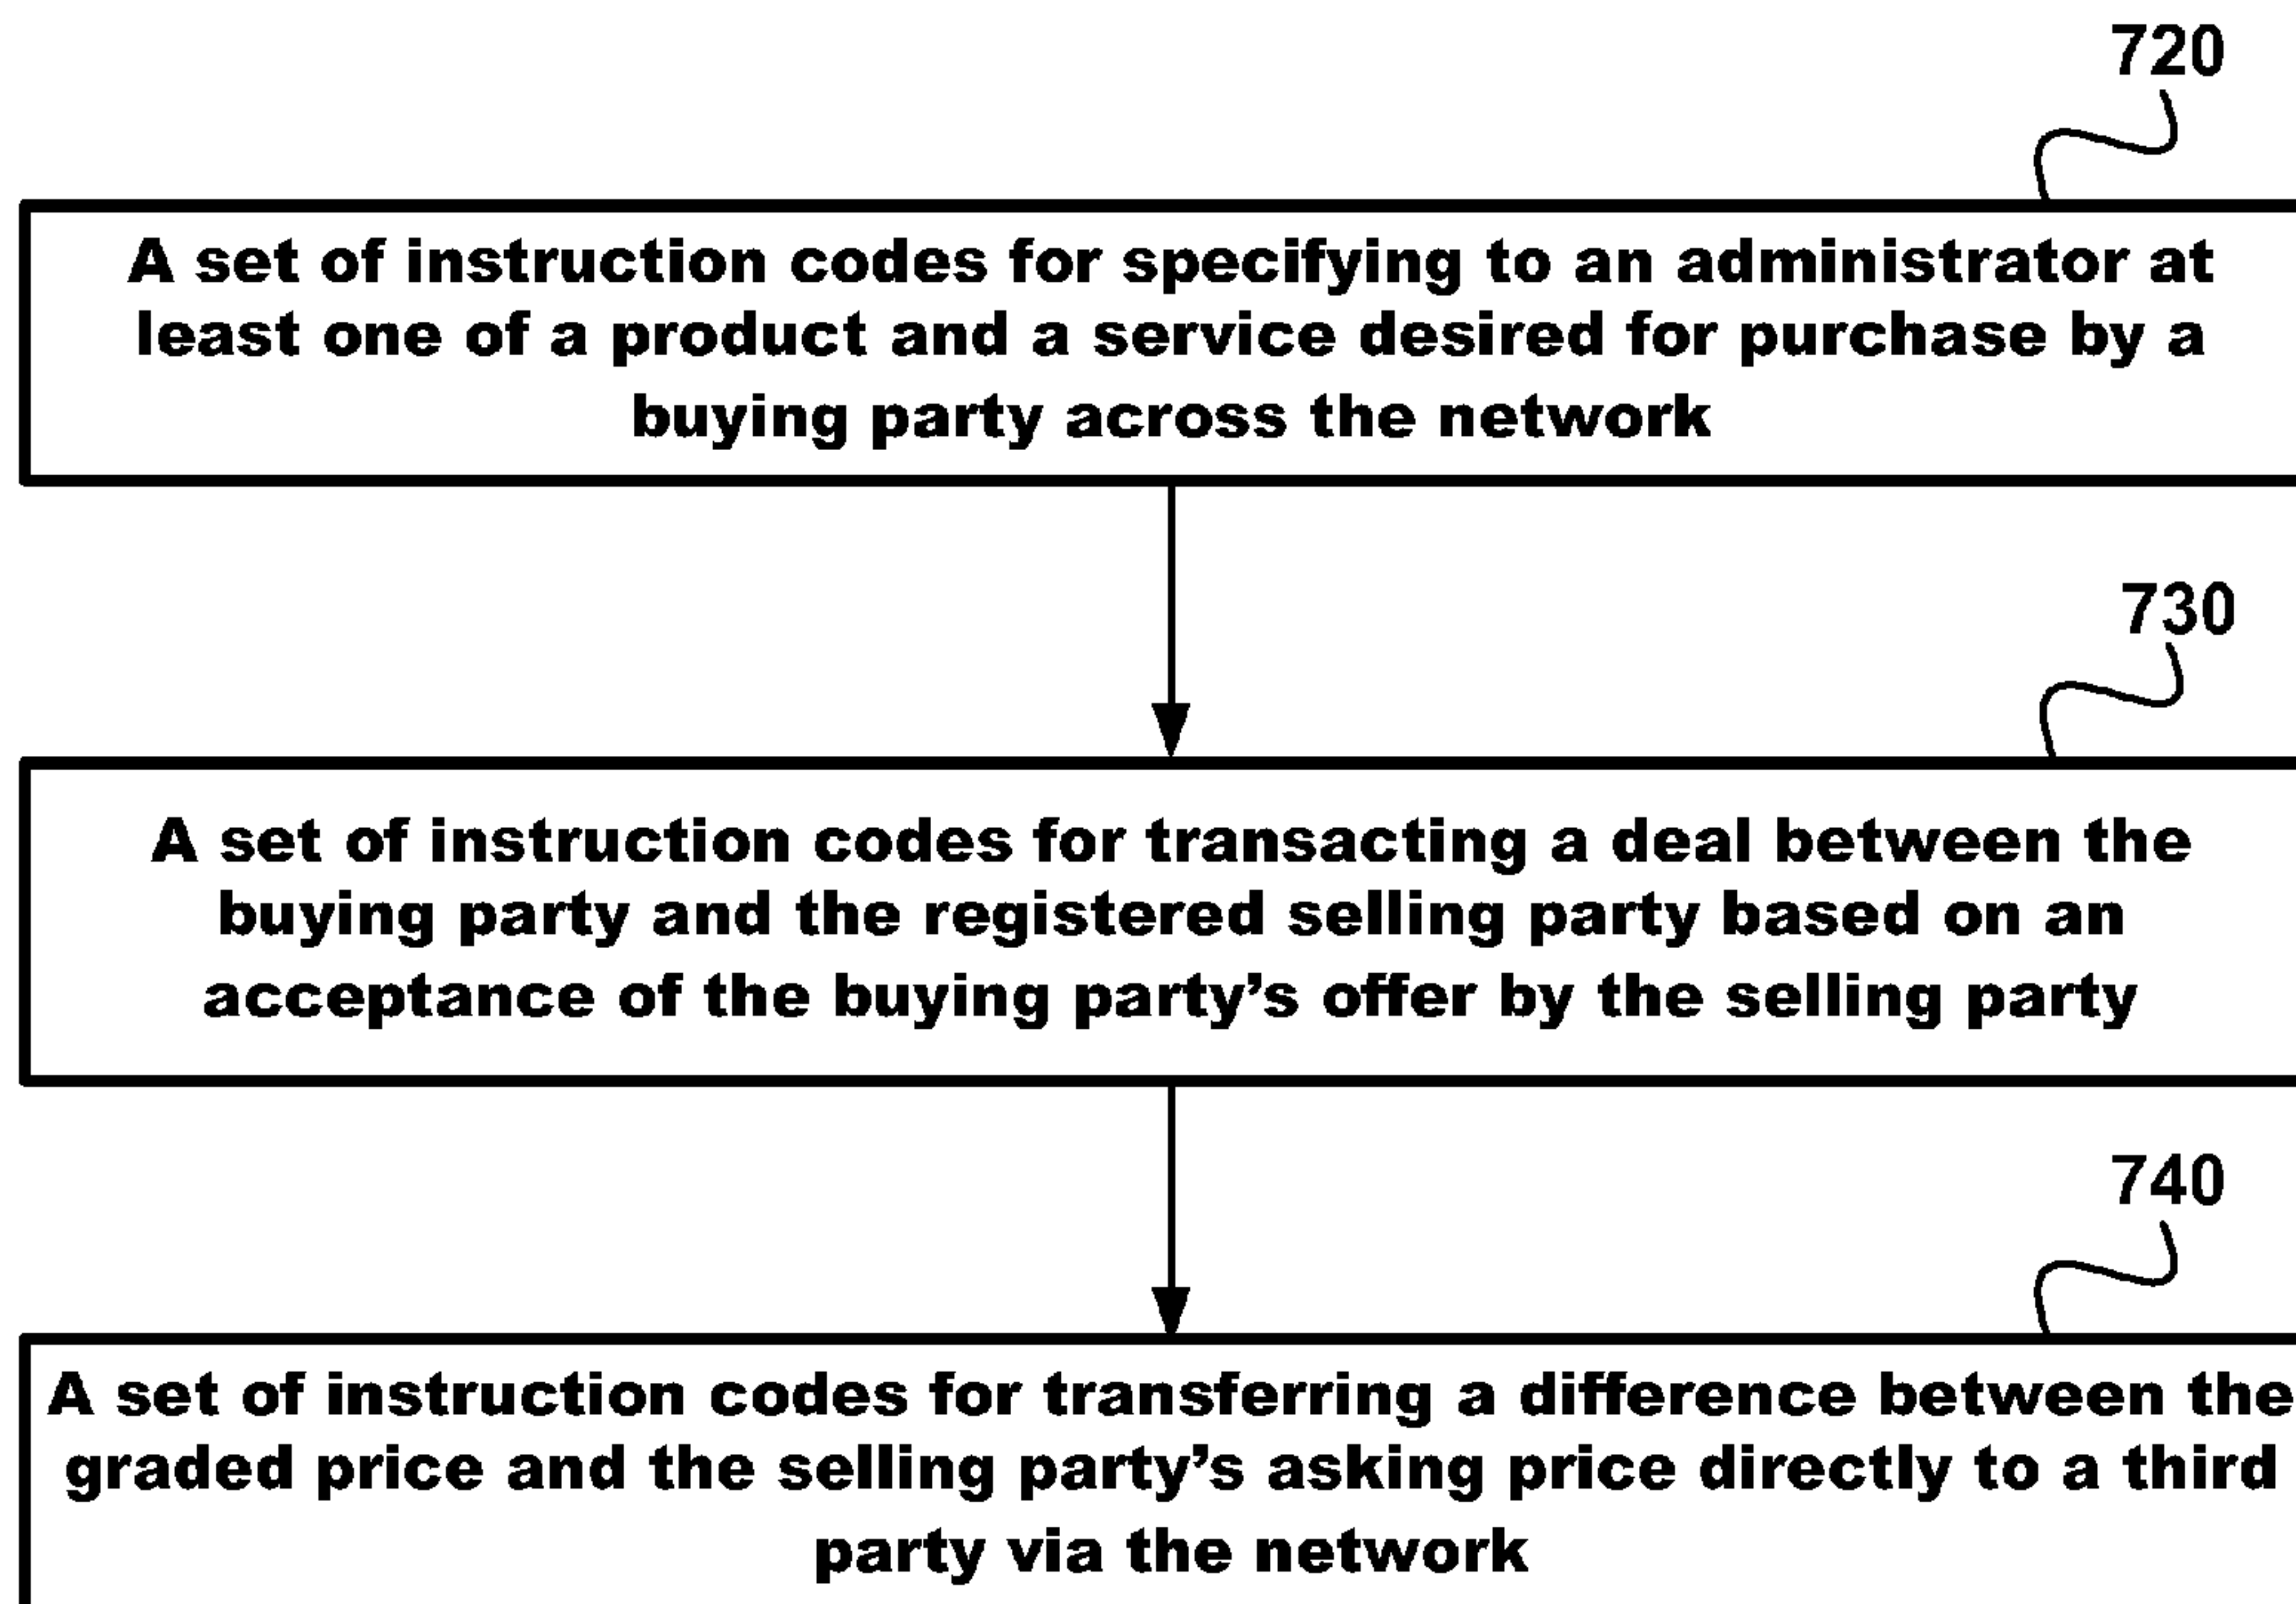 720
A set of instruction codes for specifying to an administrator at
least one of a product and a service desired for purchase by a
buying party across the network
730
A set of instruction codes for transacting a deal between the
buying party and the registered selling party based on an
acceptance of the buying party's offer by the selling party
740
A set of instruction codes for transferring a difference between the
graded price and the selling party's asking price directly to a third
party via the network